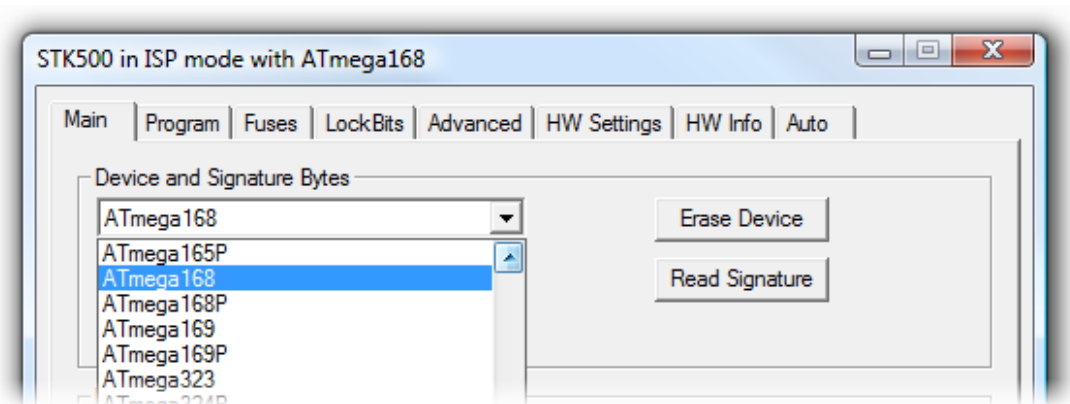 STK500 in ISP mode with ATmega168
Main Program Fuses LockBits Advanced HW Settings HW Info Auto
Device and Signature Bytes
ATmega168
Erase Device
ATmega165P
ATmega168
Read Signature
ATmega168P
ATmega169
ATmega169P
ATmega323